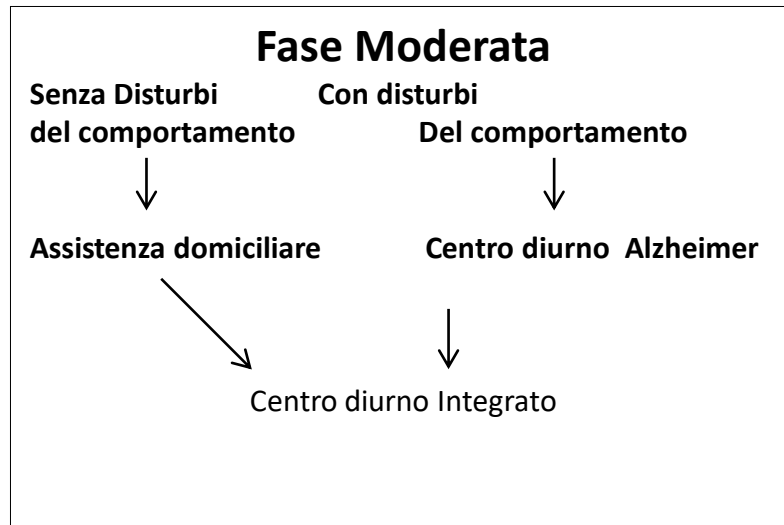 Fase Moderata
Senza Disturbi Con disturbi
del comportamento Del comportamento
Assistenza domiciliare Centro diurno Alzheimer
Centro diurno Integrato